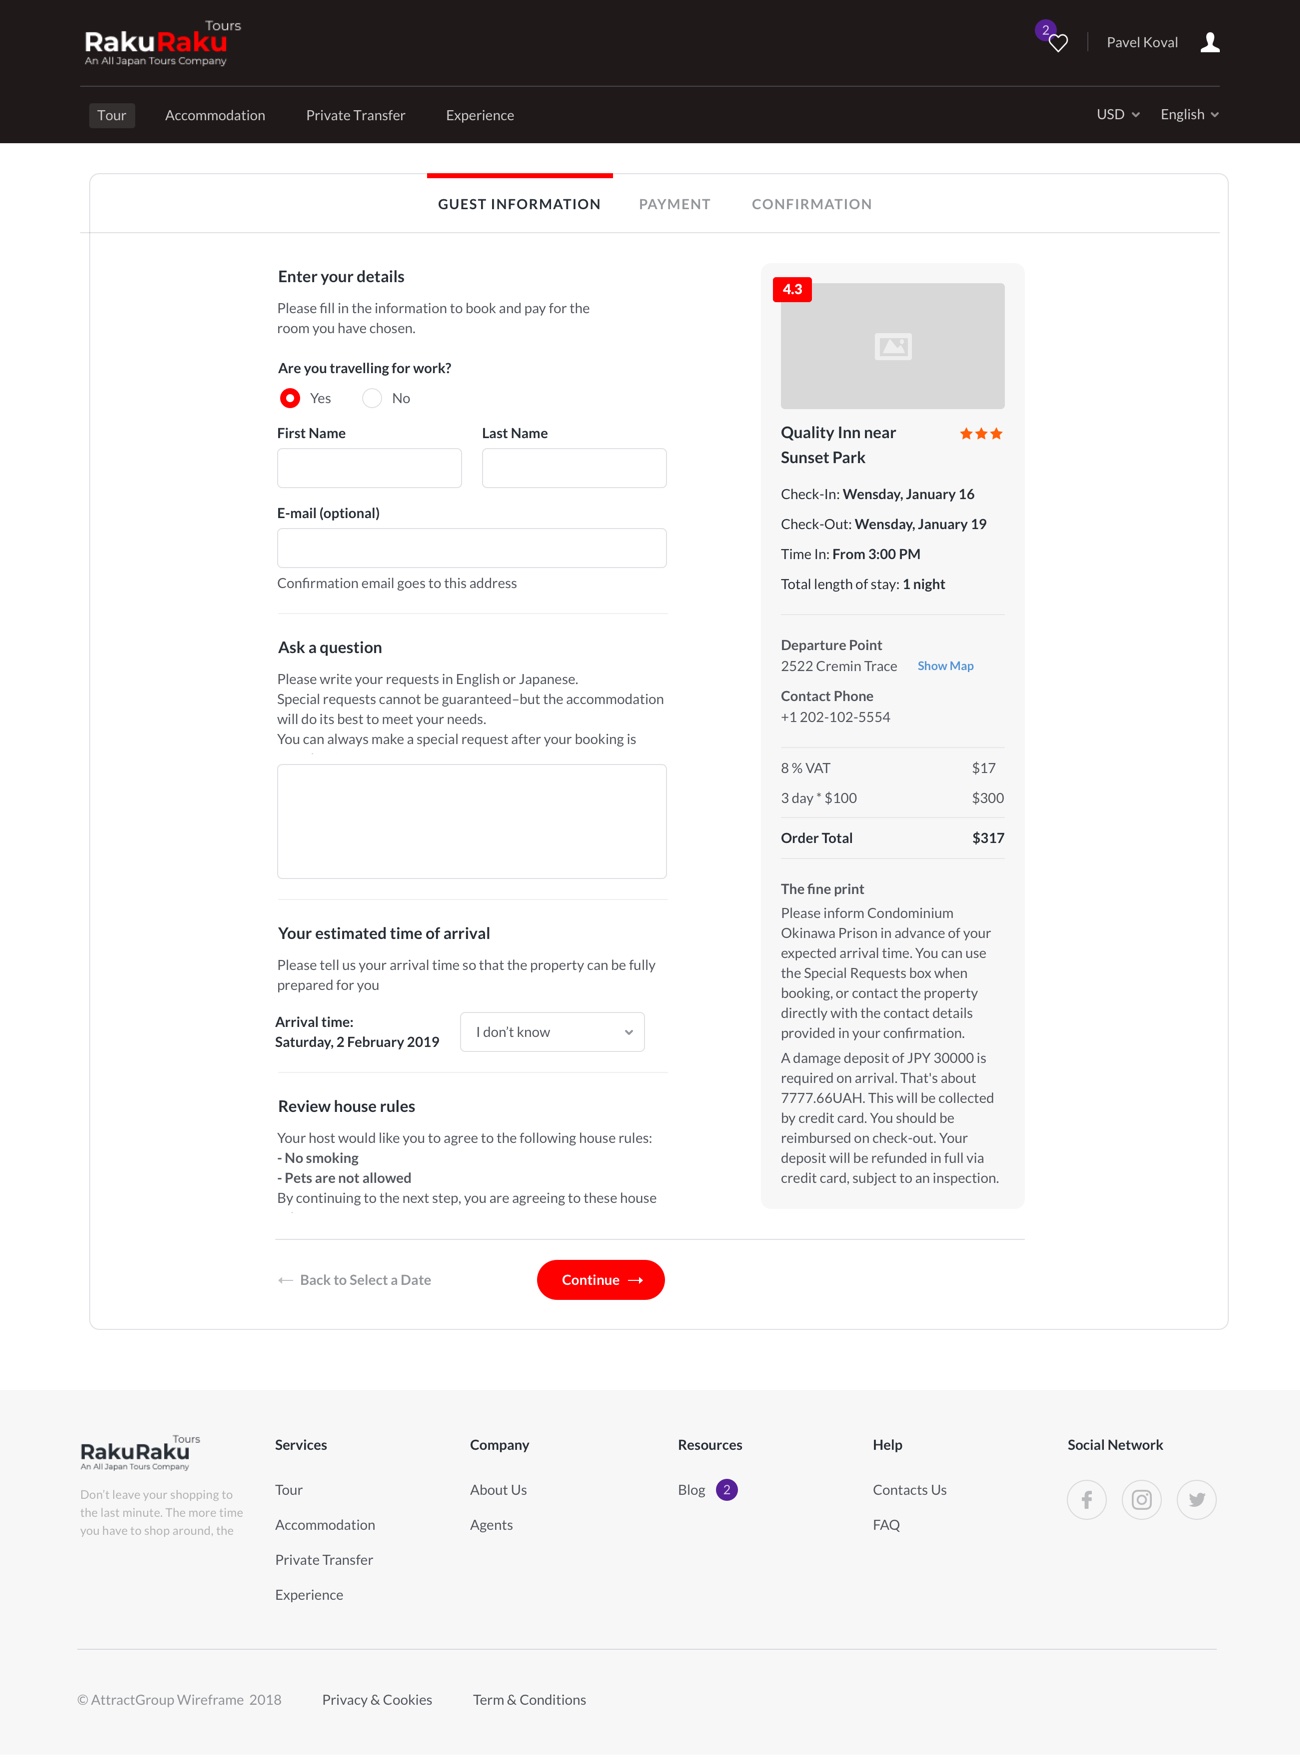 Tours
RakuRaku
An All Japan Tours Company
2
Pavel Koval
Tour
Accommodation
Private Transfer
Experience
USD
English
GUEST INFORMATION
PAYMENT
CONFIRMATION
Enter your details
Please fill in the information to book and pay for the
room you have chosen.
Are you travelling for work?
Yes
No
First Name
Last Name
E-mail (optional)
Confirmation email goes to this address
Ask a question
Please write your requests in English or Japanese.
Special requests cannot be guaranteed–but the accommodation
will do its best to meet your needs.
You can always make a special request after your booking is
Your estimated time of arrival
Please tell us your arrival time so that the property can be fully
prepared for you
Arrival time:
Saturday, 2 February 2019
I don't know
Review house rules
Your host would like you to agree to the following house rules:
- No smoking
- Pets are not allowed
By continuing to the next step, you are agreeing to these house
Back to Select a Date
Continue
4.3
Quality Inn near
Sunset Park
Check-In: Wensday, January 16
Check-Out: Wensday, January 19
Time In: From 3:00 PM
Total length of stay: 1 night
Departure Point
2522 Cremin Trace
Show Map
Contact Phone
+1 202-102-5554
8 % VAT
$17
3 day * $100
$300
Order Total
$317
The fine print
Please inform Condominium
Okinawa Prison in advance of your
expected arrival time. You can use
the Special Requests box when
booking, or contact the property
directly with the contact details
provided in your confirmation.
A damage deposit of JPY 30000 is
required on arrival. That's about
7777.66UAH. This will be collected
by credit card. You should be
reimbursed on check-out. Your
deposit will be refunded in full via
credit card, subject to an inspection.
Tours
RakuRaku
An All Japan Tours Company
Don't leave your shopping to
the last minute. The more time
you have to shop around, the
Services
Tour
Accommodation
Private Transfer
Experience
Company
About Us
Agents
Resources
Blog 2
Help
Contacts Us
FAQ
Social Network
© AttractGroup Wireframe 2018
Privacy & Cookies
Term & Conditions